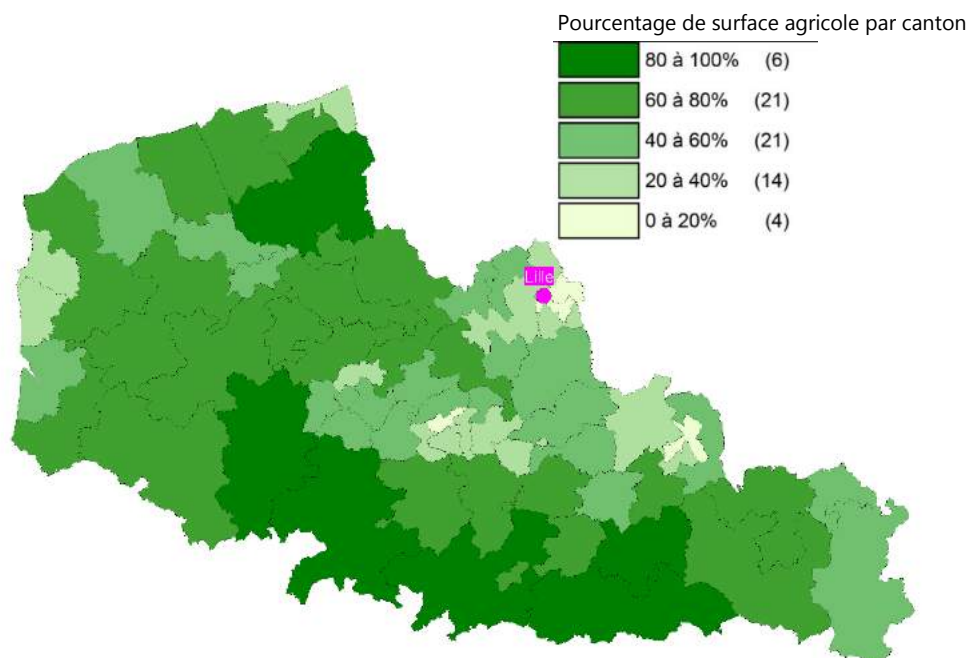 Pourcentage de surface agricole par canton
80 à 100% (6)
60 à 80% (21)
40 à 60% (21)
20 à 40% (14)
0 à 20% (4)
Lille